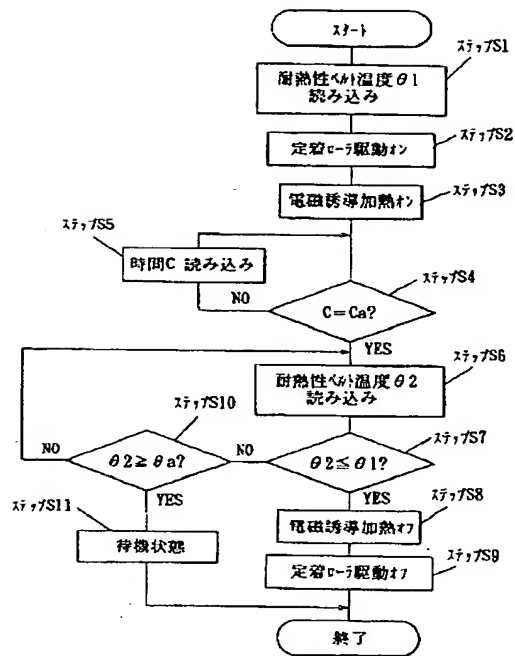 スタート
ステップS1
耐熱性ベルト温度θ1
読み込み
ステップS2
定着ローラ駆動オン
ステップS3
電磁誘導加熱オン
ステップS5
時間C 読み込み
ステップS4
NO
C=Ca?
YES
ステップS6
耐熱性ベルト温度θ2
読み込み
ステップS10
ステップS7
NO
θ2≧θa?
NO
θ2≦θ1?
YES
YES
ステップS11
ステップS8
待機状態
電磁誘導加熱オフ
ステップS9
定着ローラ駆動オフ
終了